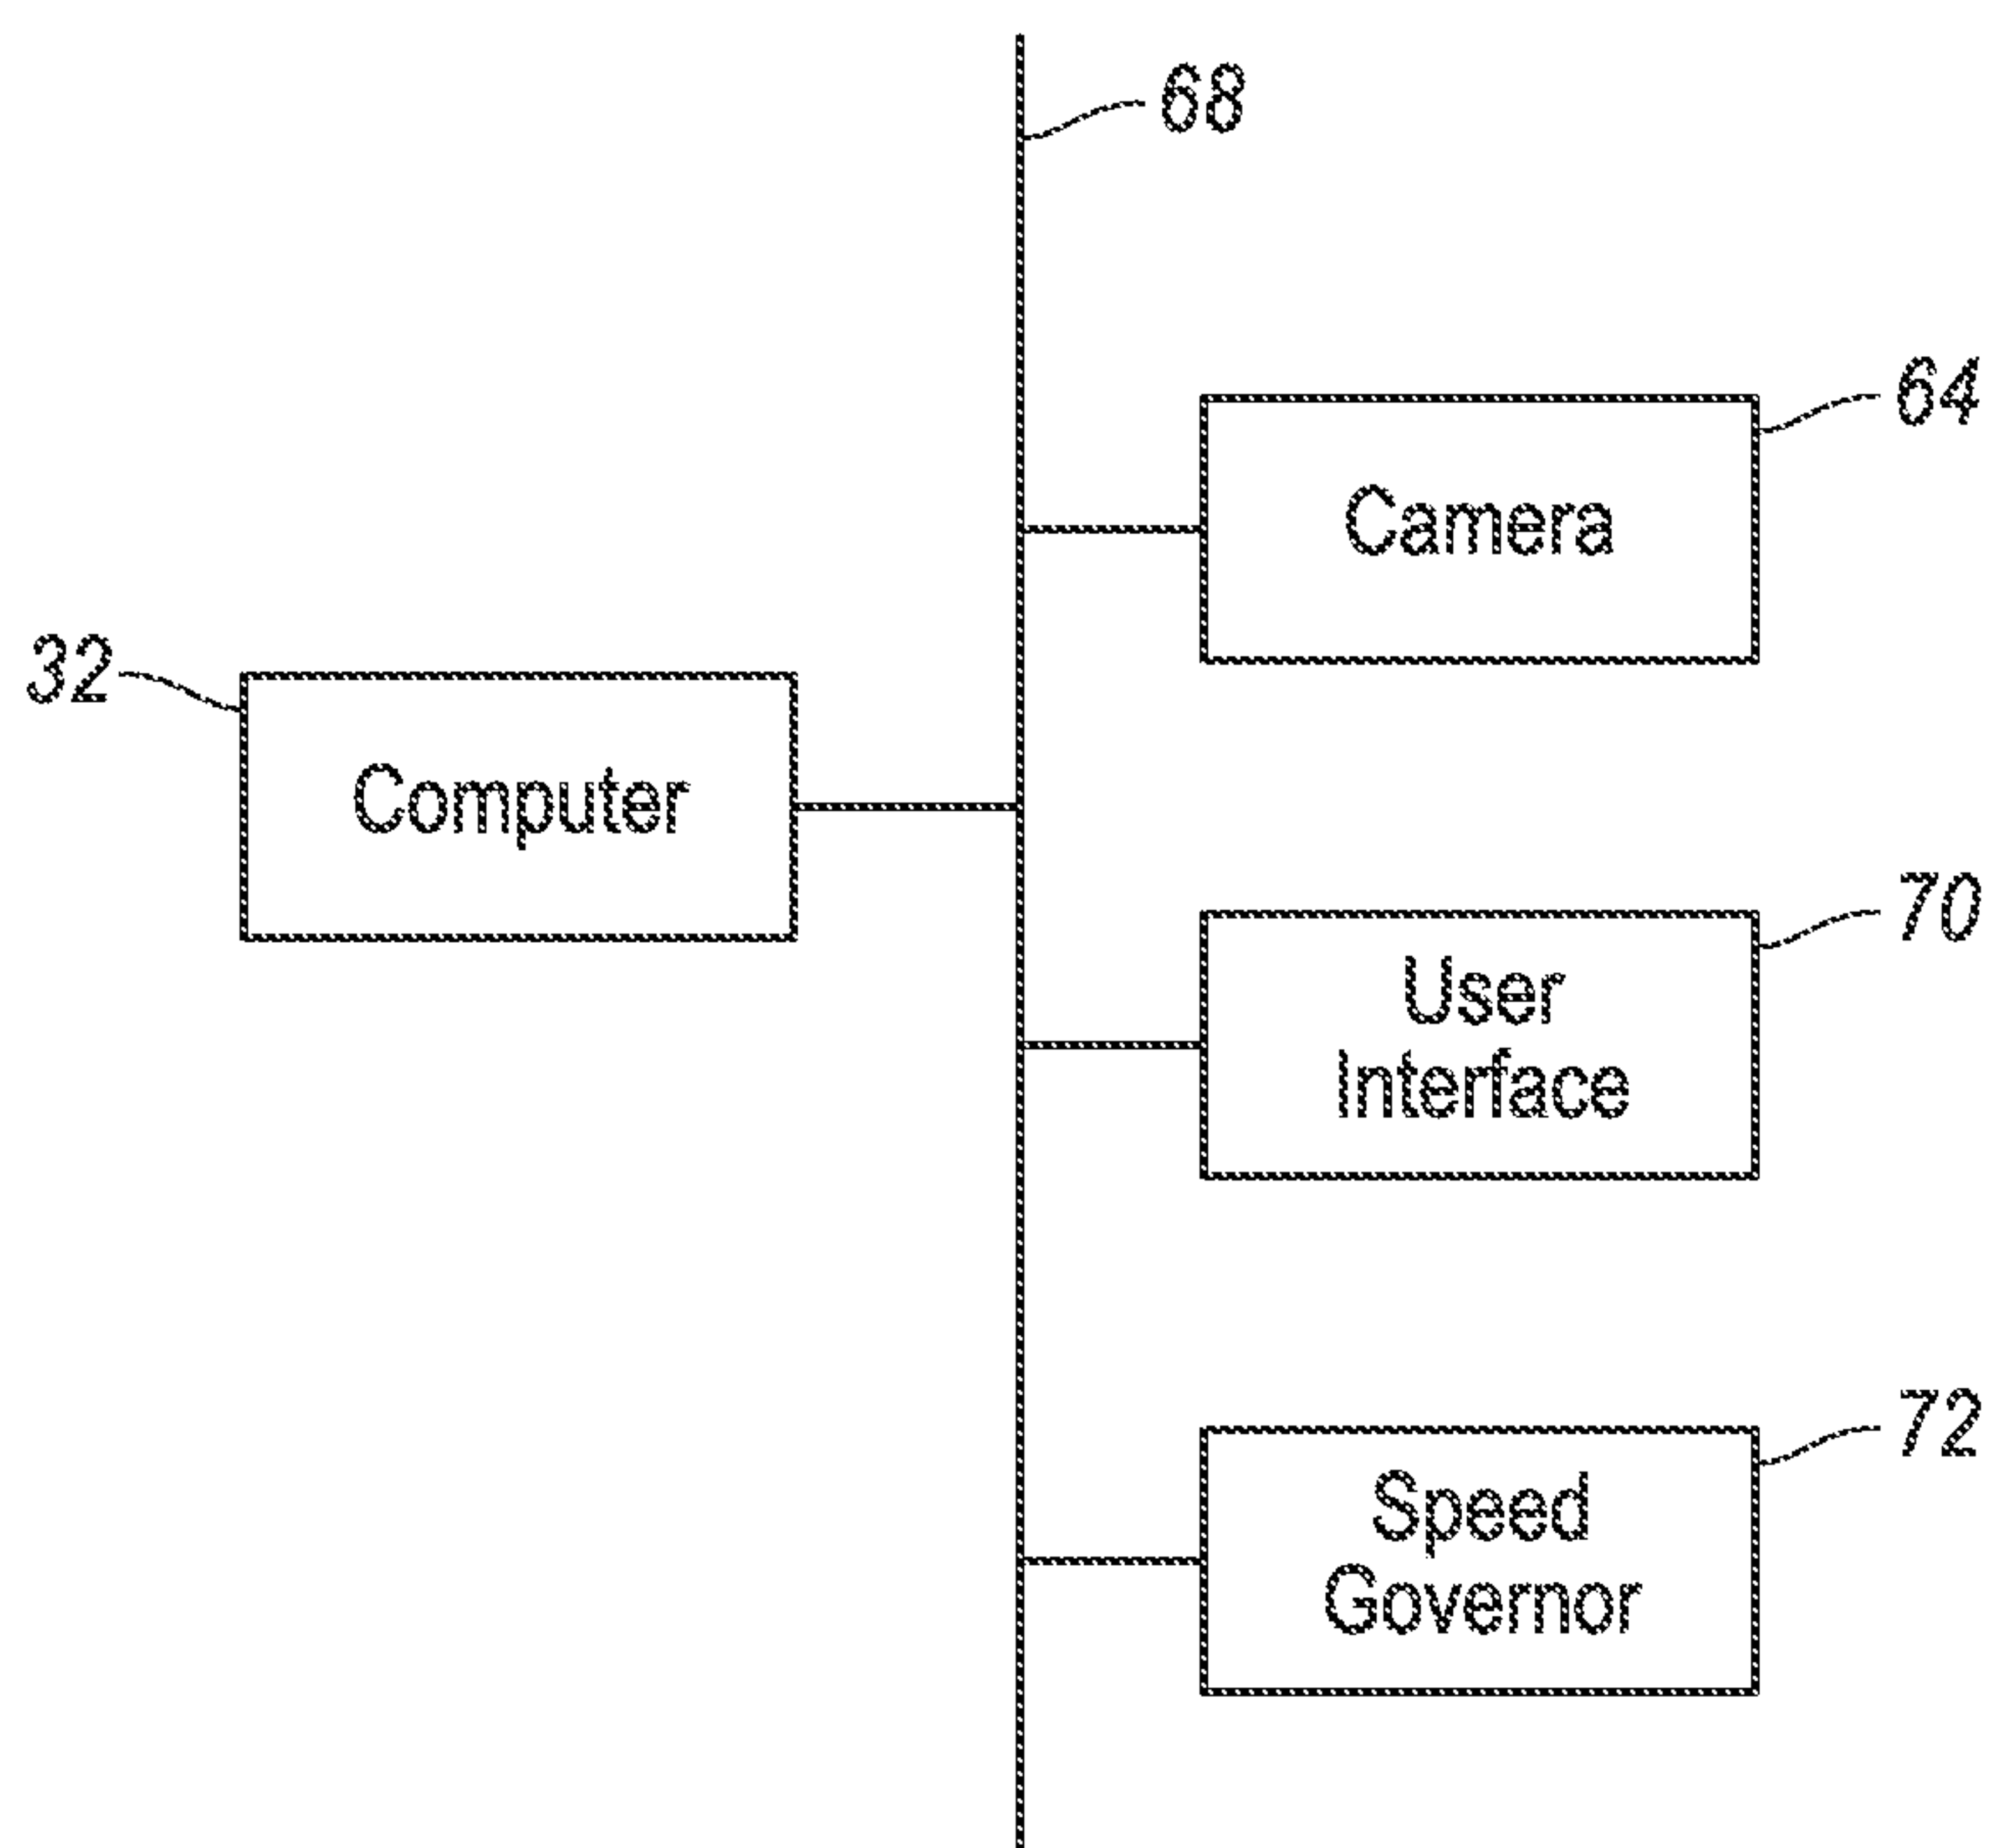 68
64
Camera
32
Computer
70
User
Interface
72
Speed
Governor